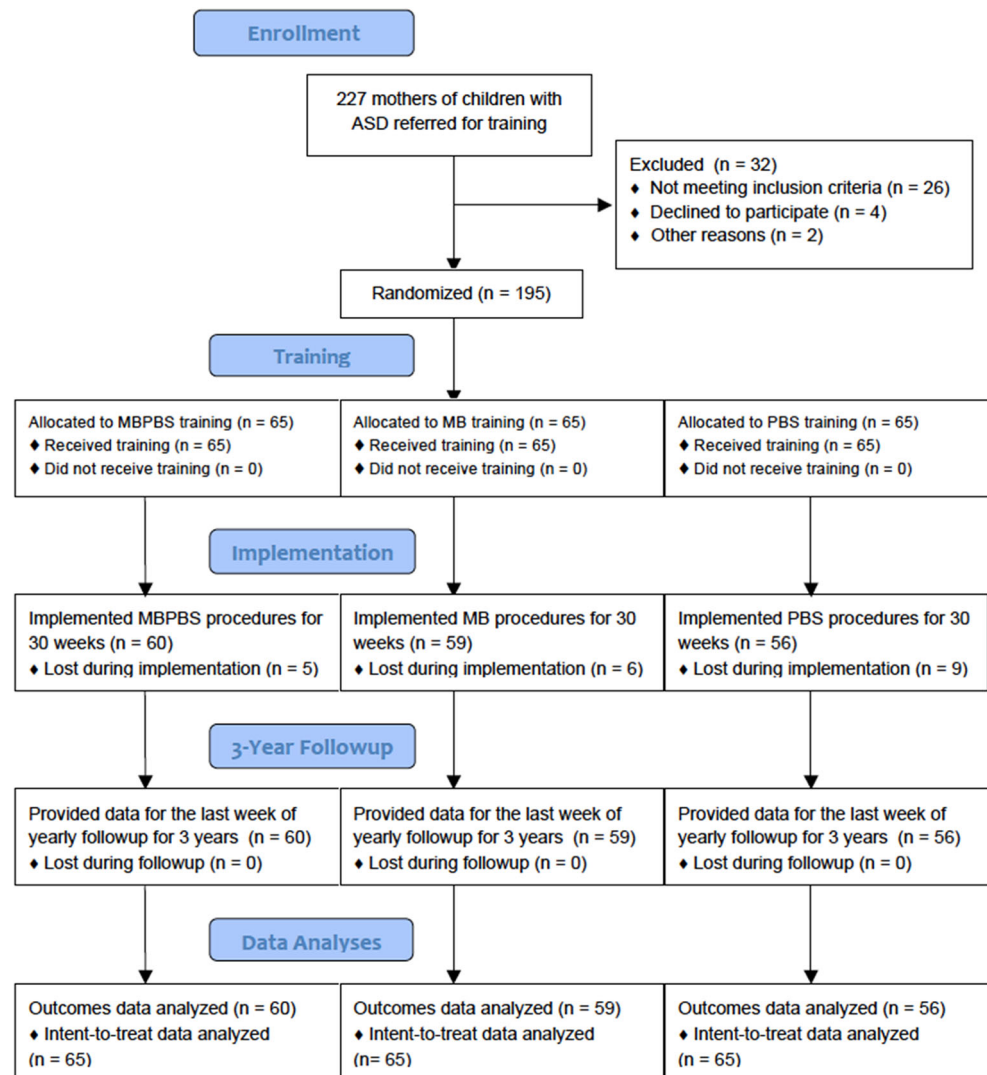 Enrollment
227 mothers of children with
ASD referred for training
Excluded (n = 32)
♦ Not meeting inclusion criteria (n = 26)
♦ Declined to participate (n = 4)
♦ Other reasons (n = 2)
Randomized (n = 195)
Training
Allocated to MBPBS training (n = 65)
♦ Received training (n = 65)
♦ Did not receive training (n = 0)
Allocated to MB training (n = 65)
♦ Received training (n = 65)
♦ Did not receive training (n = 0)
Allocated to PBS training (n = 65)
♦ Received training (n = 65)
♦ Did not receive training (n = 0)
Implementation
Implemented MBPBS procedures for
30 weeks (n = 60)
♦ Lost during implementation (n = 5)
Implemented MB procedures for 30
weeks (n = 59)
♦ Lost during implementation (n = 6)
Implemented PBS procedures for 30
weeks (n = 56)
♦ Lost during implementation (n = 9)
3-Year Followup
Provided data for the last week of
yearly followup for 3 years (n = 60)
♦ Lost during followup (n = 0)
Provided data for the last week of
yearly followup for 3 years (n = 59)
♦ Lost during followup (n = 0)
Provided data for the last week of
yearly followup for 3 years (n = 56)
♦ Lost during followup (n = 0)
Data Analyses
Outcomes data analyzed (n = 60)
♦ Intent-to-treat data analyzed
(n = 65)
Outcomes data analyzed (n = 59)
♦ Intent-to-treat data analyzed
(n= 65)
Outcomes data analyzed (n = 56)
♦ Intent-to-treat data analyzed
(n = 65)